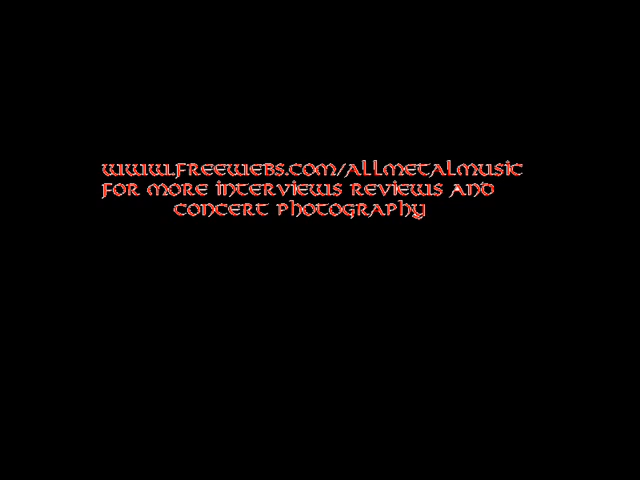 WWW.FREEWEBS.COM/ALLMETALMUSIC
FOR MORE INTERVIEWS REVIEWS AND
CONCERT PHOTOGRAPHY